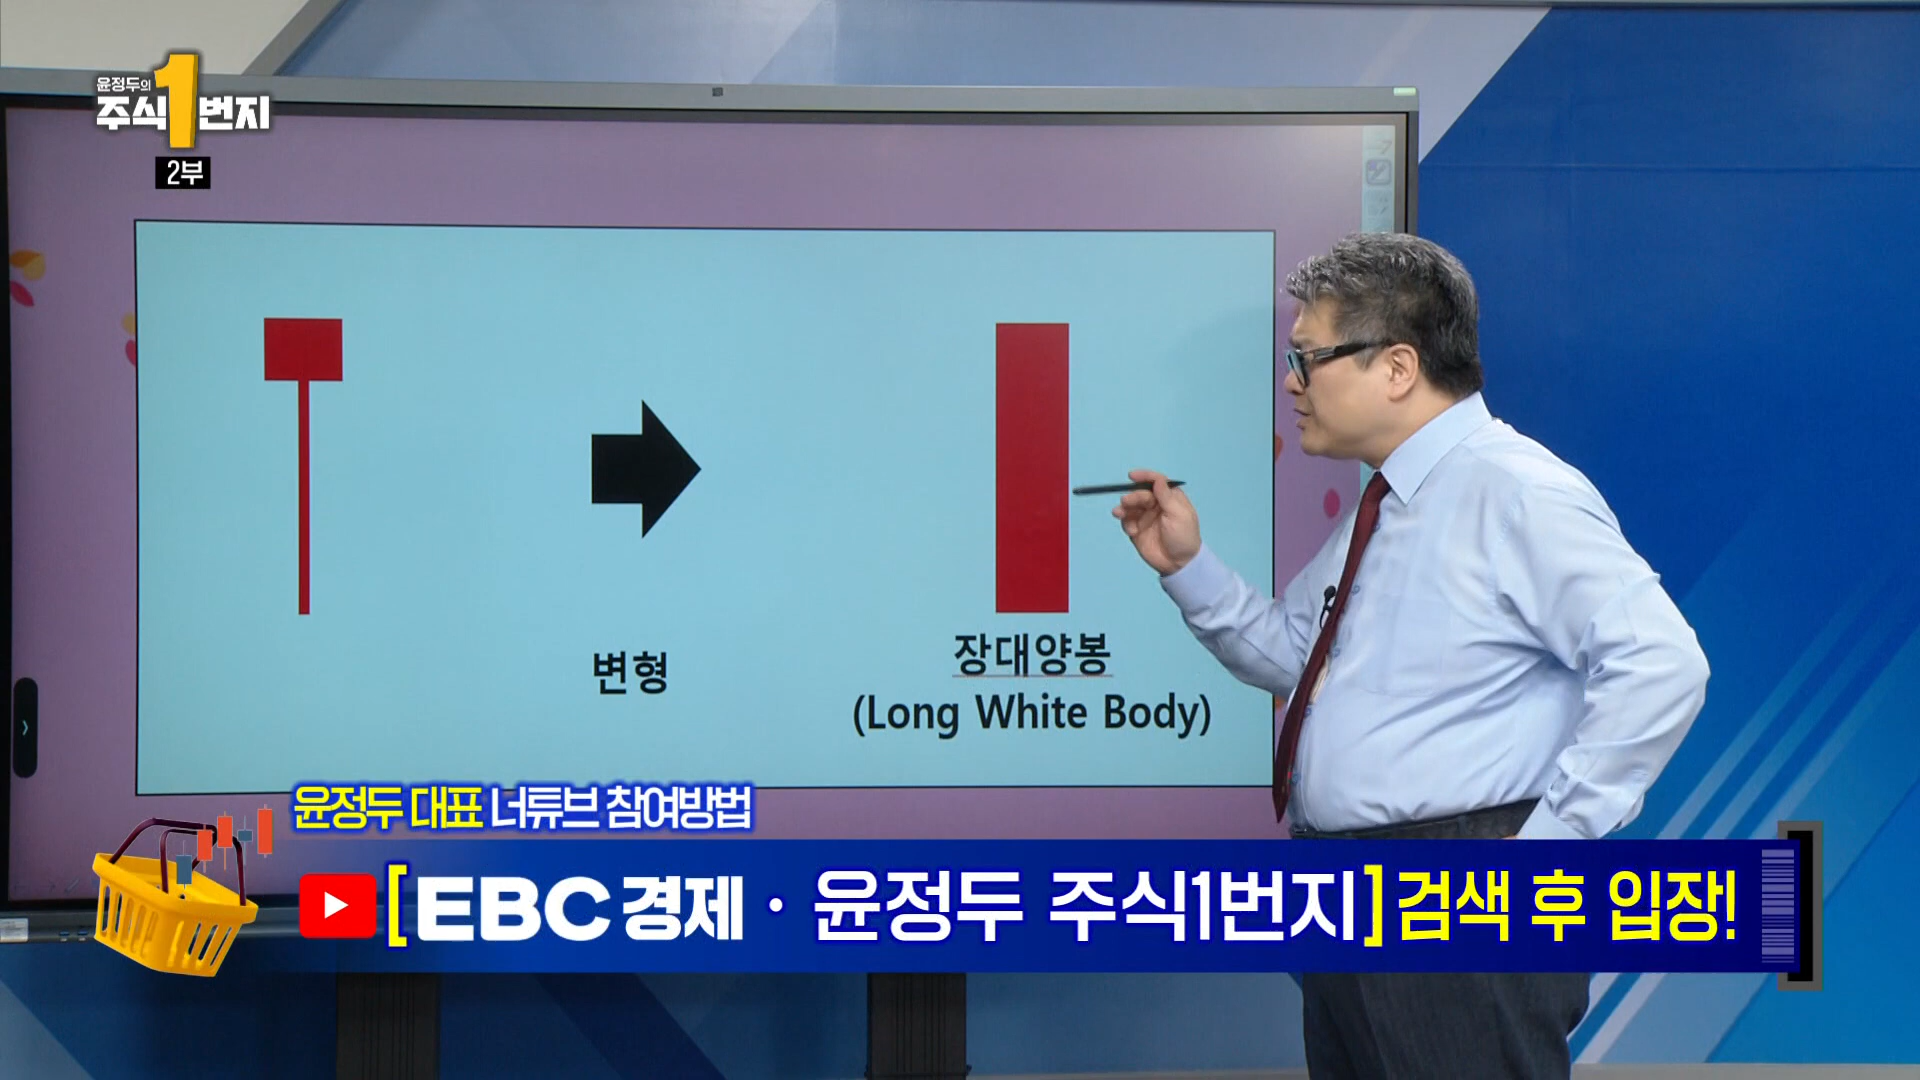 윤정두의
주식1번지
2부
변형
장대양봉
(Long White Body)
윤정두 대표 너튜브 참여방법
[EBC경제 · 윤정두 주식1번지] 검색 후 입장!